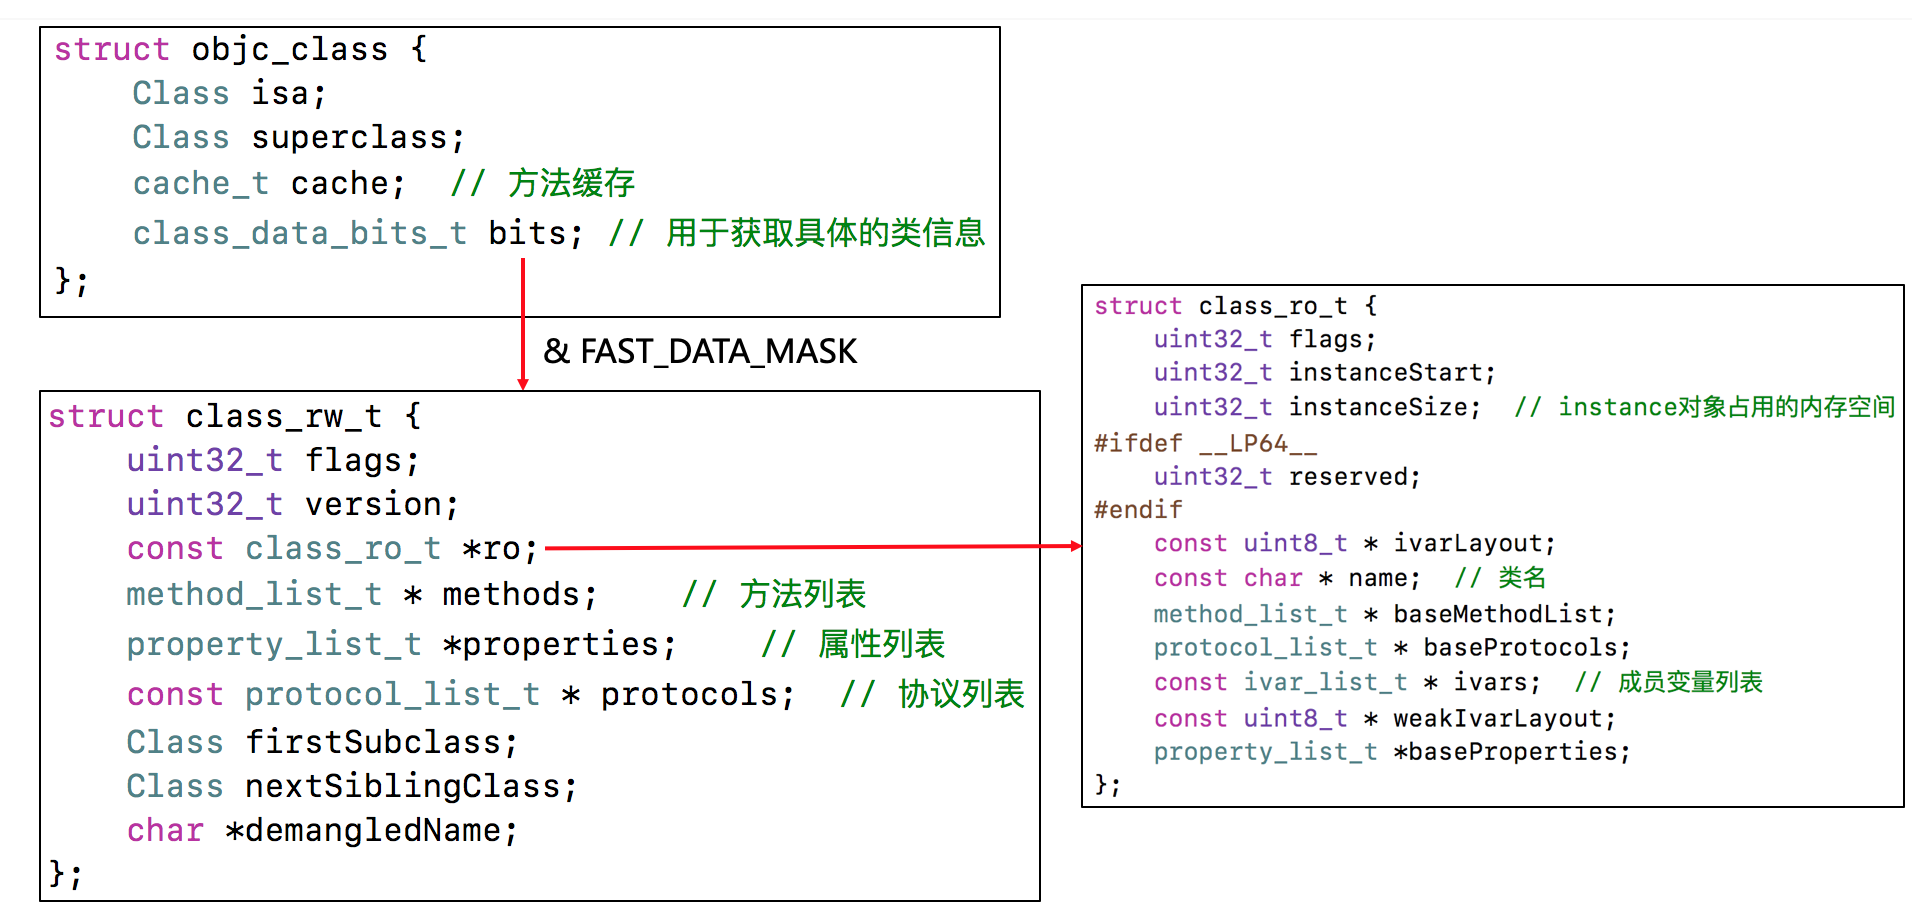 struct objc_class {
    Class isa;
    Class superclass;
    cache_t cache;  // 方法缓存
    class_data_bits_t bits; // 用于获取具体的类信息
};
& FAST_DATA_MASK
struct class_rw_t {
    uint32_t flags;
    uint32_t version;
    const class_ro_t *ro;
    method_list_t * methods;    // 方法列表
    property_list_t *properties;    // 属性列表
    const protocol_list_t * protocols;  // 协议列表
    Class firstSubclass;
    Class nextSiblingClass;
    char *demangledName;
};
struct class_ro_t {
    uint32_t flags;
    uint32_t instanceStart;
    uint32_t instanceSize;  // instance对象占用的内存空间
#ifdef __LP64__
    uint32_t reserved;
#endif
    const uint8_t * ivarLayout;
    const char * name;  // 类名
    method_list_t * baseMethodList;
    protocol_list_t * baseProtocols;
    const ivar_list_t * ivars;  // 成员变量列表
    const uint8_t * weakIvarLayout;
    property_list_t *baseProperties;
};